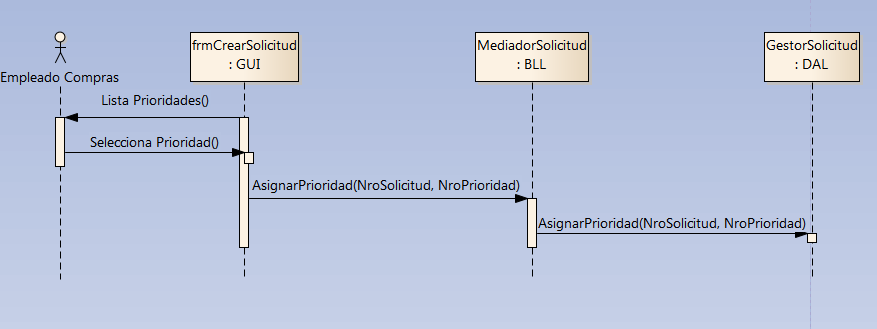 frmCrearSolicitud
: GUI
MediadorSolicitud
: BLL
GestorSolicitud
: DAL
Empleado Compras
Lista Prioridades()
Selecciona Prioridad()
AsignarPrioridad(NroSolicitud, NroPrioridad)
AsignarPrioridad(NroSolicitud, NroPrioridad)